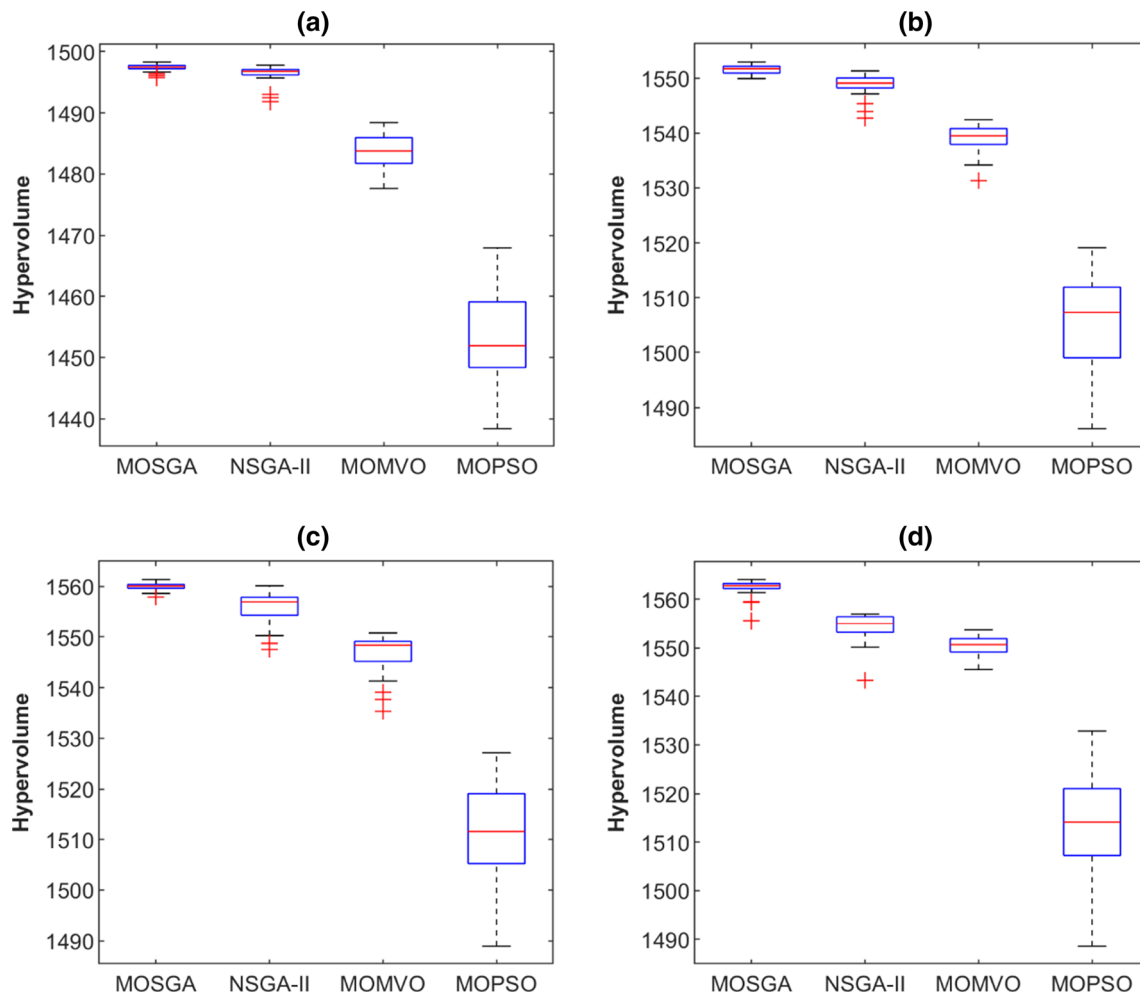 (a)
1500
1490
1480
1470
1460
1450
1440
Hypervolume
MOSGA NSGA-II MOMVO MOPSO
(b)
1550
1540
1530
1520
1510
1500
1490
Hypervolume
MOSGA NSGA-II MOMVO MOPSO
(c)
1560
1550
1540
1530
1520
1510
1500
1490
Hypervolume
MOSGA NSGA-II MOMVO MOPSO
(d)
1560
1550
1540
1530
1520
1510
1500
1490
Hypervolume
MOSGA NSGA-II MOMVO MOPSO